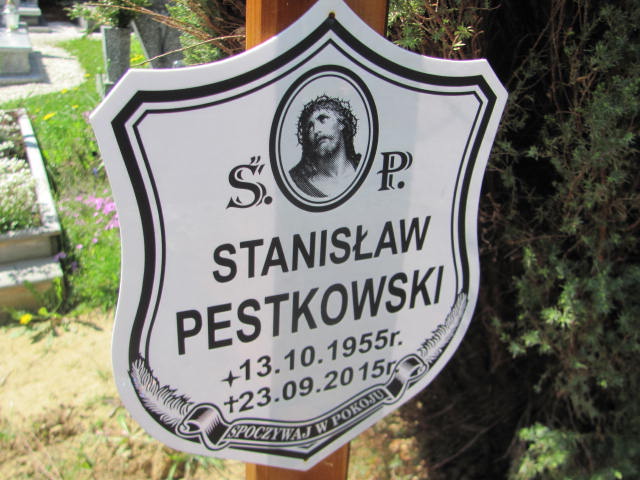 Ś. P.
STANISŁAW
PESTKOWSKI
✦13.10.1955r.
✝23.09.2015r.
SPOCZYWAJ W POKOJU